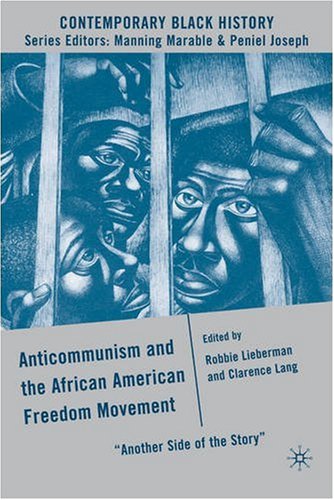 CONTEMPORARY BLACK HISTORY
Series Editors: Manning Marable & Peniel Joseph
Anticommunism and
the African American
Freedom Movement
Edited by
Robbie Lieberman
and Clarence Lang
"Another Side of the Story"